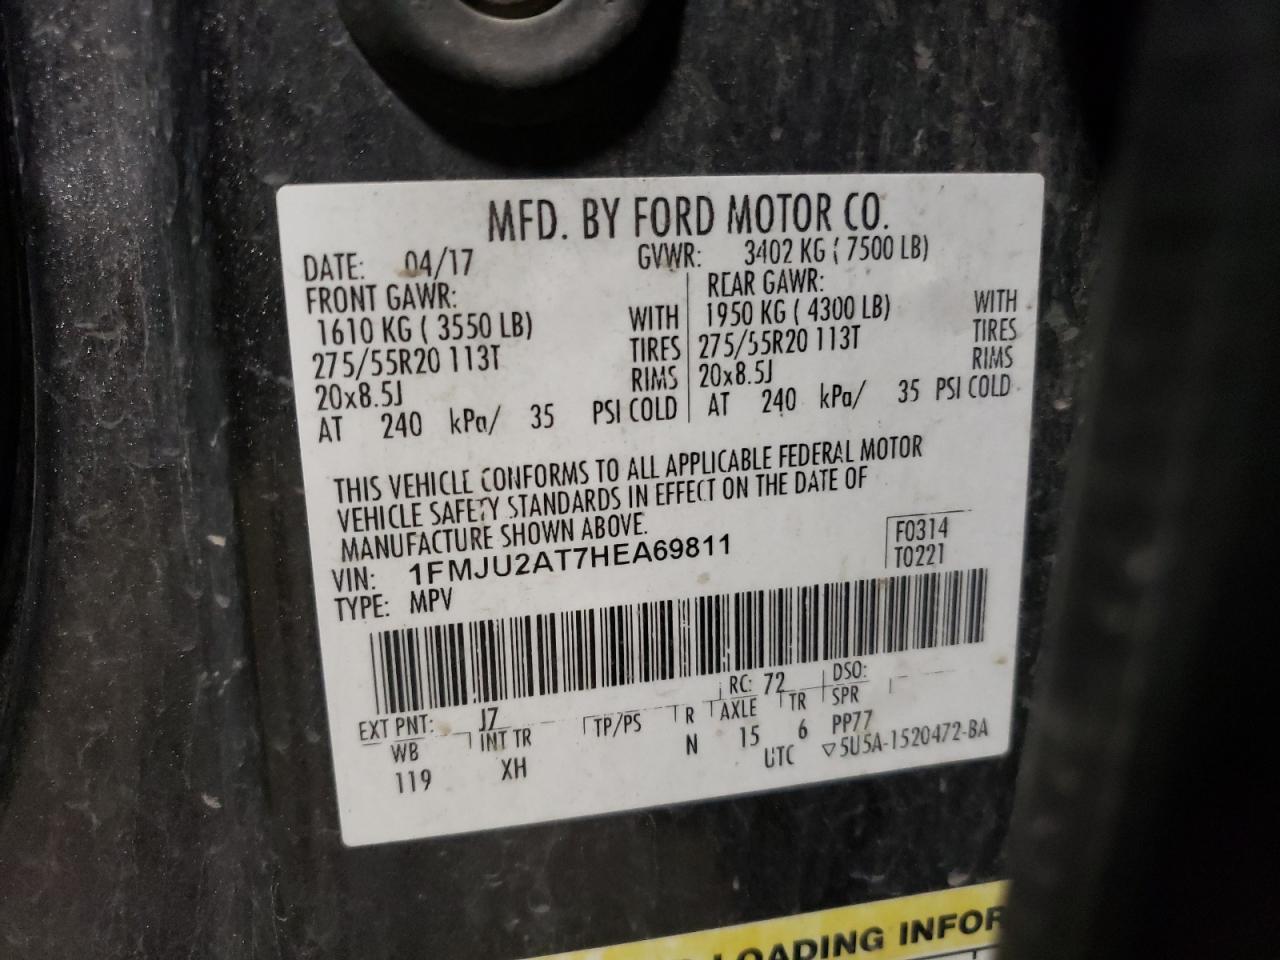 MFD. BY FORD MOTOR CO.
DATE: 04/17 GVWR: 3402 KG ( 7500 LB)
FRONT GAWR: REAR GAWR:
1610 KG ( 3550 LB) WITH 1950 KG ( 4300 LB) WITH
275/55R20 113T TIRES 275/55R20 113T TIRES
20x8.5J RIMS 20x8.5J RIMS
AT 240 kPa/ 35 PSI COLD AT 240 kPa/ 35 PSI COLD
THIS VEHICLE CONFORMS TO ALL APPLICABLE FEDERAL MOTOR
VEHICLE SAFETY STANDARDS IN EFFECT ON THE DATE OF
MANUFACTURE SHOWN ABOVE.
F0314
VIN: 1FMJU2AT7HEA69811 T0221
TYPE: MPV
EXT PNT: J7 RC: 72 DSO:
WB INT TR TP/PS R AXLE TR SPR
119 XH N 15 6 PP77
UTC ▽5U5A-1520472-BA
LOADING INFOR